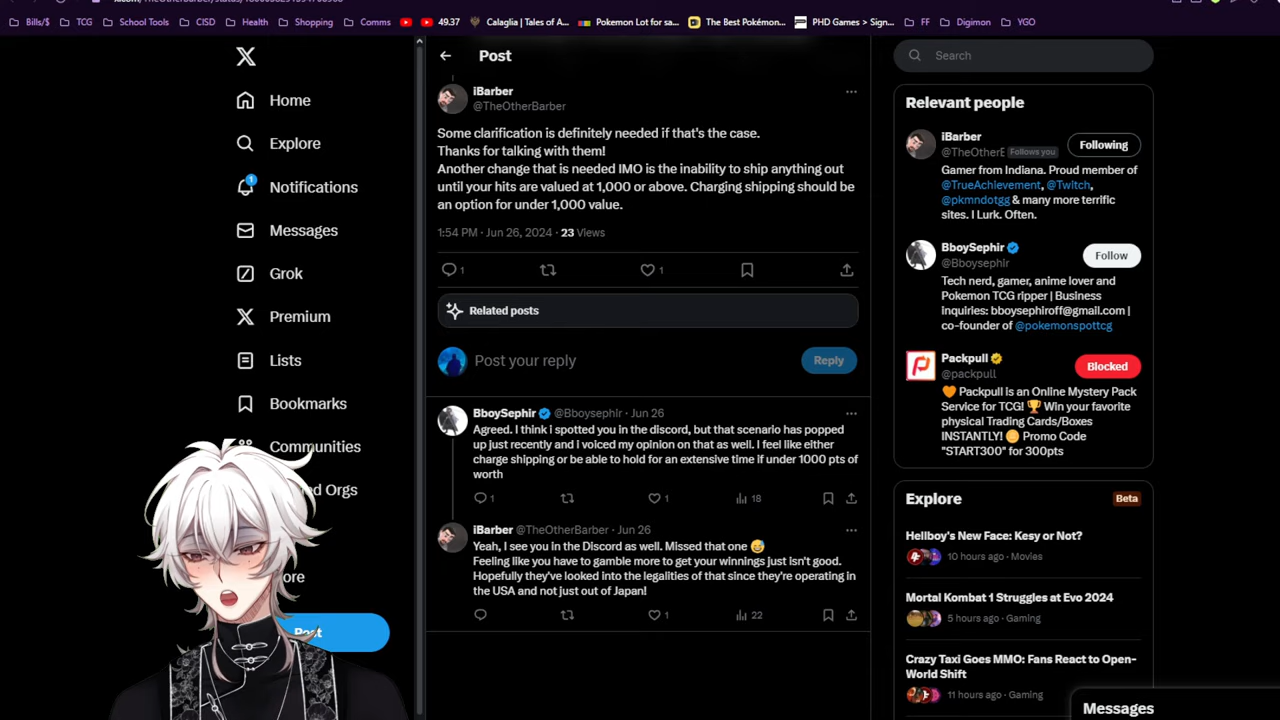 Bills/$
TCG
School Tools
CISD
Health
Shopping
Comms
49.37
Calaglia | Tales of A...
Pokemon Lot for sa...
The Best Pokémon...
PHD Games > Sign...
FF
Digimon
YGO
Home
Explore
1
Notifications
Messages
Grok
Premium
Lists
Bookmarks
Communities
Orgs
Post
Post
iBarber
@TheOtherBarber
Some clarification is definitely needed if that's the case.
Thanks for talking with them!
Another change that is needed IMO is the inability to ship anything out
until your hits are valued at 1,000 or above. Charging shipping should be
an option for under 1,000 value.
1:54 PM · Jun 26, 2024 · 23 Views
1
1
Related posts
Post your reply
Reply
BboySephir @Bboysephir · Jun 26
Agreed. I think i spotted you in the discord, but that scenario has popped
up just recently and i voiced my opinion on that as well. I feel like either
charge shipping or be able to hold for an extensive time if under 1000 pts of
worth
1
1
18
iBarber @TheOtherBarber · Jun 26
Yeah, I see you in the Discord as well. Missed that one 😅
Feeling like you have to gamble more to get your winnings just isn't good.
Hopefully they've looked into the legalities of that since they're operating in
the USA and not just out of Japan!
1
22
Search
Relevant people
iBarber
@TheOtherE Follows you
Following
Gamer from Indiana. Proud member of
@TrueAchievement, @Twitch,
@pkmndotgg & many more terrific
sites. I Lurk. Often.
BboySephir
@Bboysephir
Follow
Tech nerd, gamer, anime lover and
Pokemon TCG ripper | Business
inquiries: bboysephiroff@gmail.com |
co-founder of @pokemonspottcg
Packpull
@packpull
Blocked
🧡 Packpull is an Online Mystery Pack
Service for TCG! 🏆 Win your favorite
physical Trading Cards/Boxes
INSTANTLY! 🪙 Promo Code
"START300" for 300pts
Explore
Beta
Hellboy's New Face: Kesy or Not?
10 hours ago · Movies
Mortal Kombat 1 Struggles at Evo 2024
5 hours ago · Gaming
Crazy Taxi Goes MMO: Fans React to Open-
World Shift
11 hours ago · Gaming
Messages